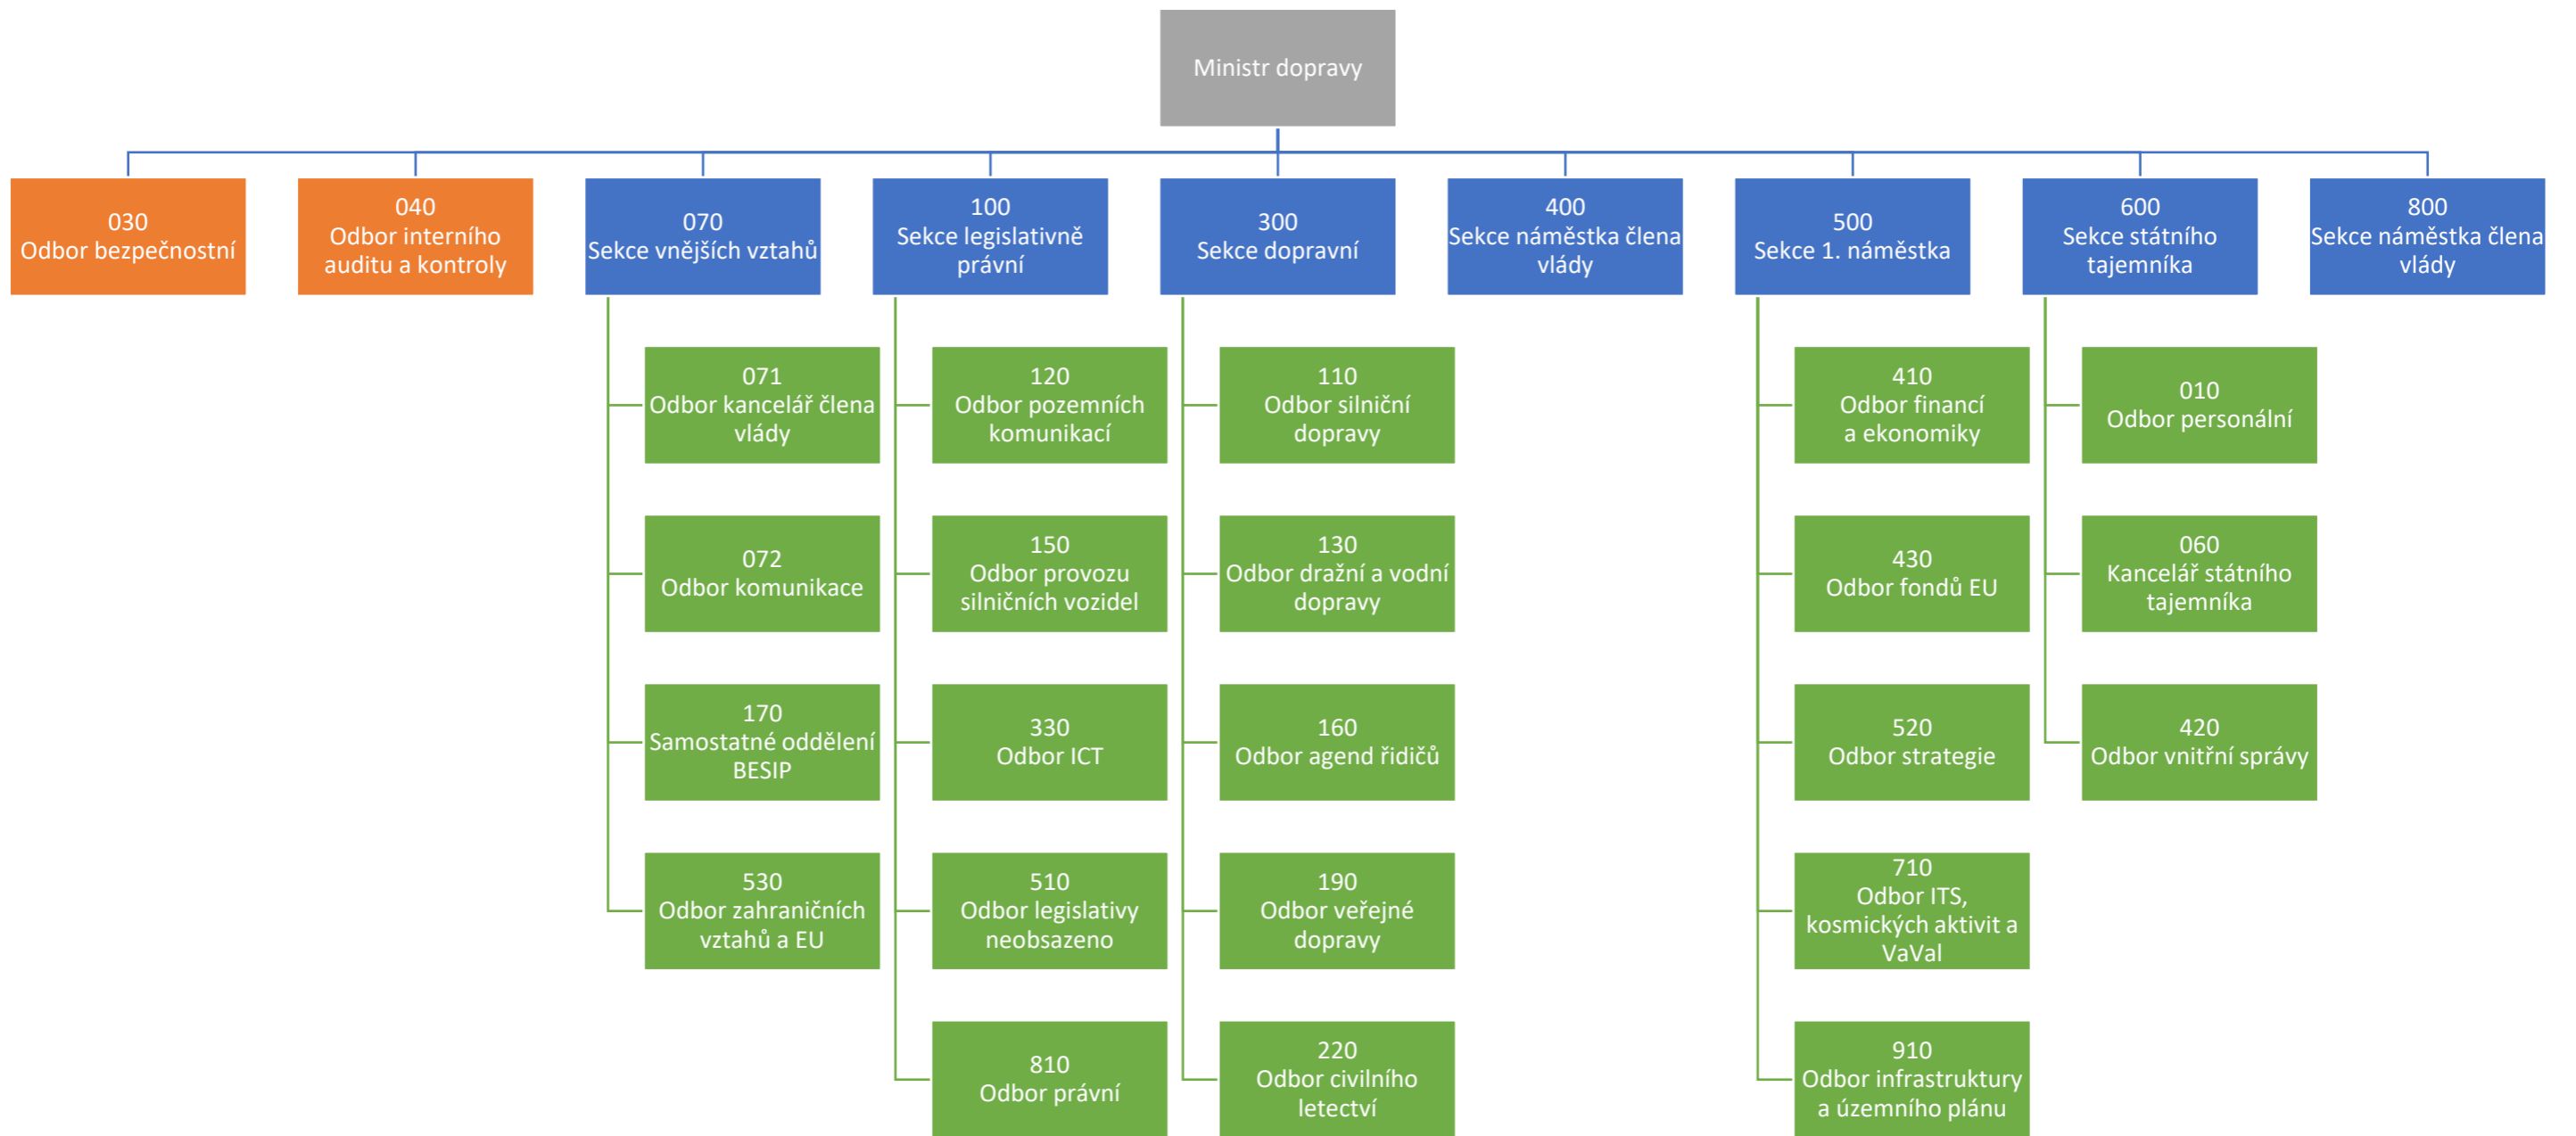 Ministr dopravy
030
Odbor bezpečnostní
040
Odbor interního
auditu a kontroly
070
Sekce vnějších vztahů
100
Sekce legislativně
právní
300
Sekce dopravní
400
Sekce náměstka člena
vlády
500
Sekce 1. náměstka
600
Sekce státního
tajemníka
800
Sekce náměstka člena
vlády
071
Odbor kancelář člena
vlády
072
Odbor komunikace
170
Samostatné oddělení
BESIP
530
Odbor zahraničních
vztahů a EU
120
Odbor pozemních
komunikací
150
Odbor provozu
silničních vozidel
330
Odbor ICT
510
Odbor legislativy
neobsazeno
810
Odbor právní
110
Odbor silniční
dopravy
130
Odbor dražní a vodní
dopravy
160
Odbor agend řidičů
190
Odbor veřejné
dopravy
220
Odbor civilního
letectví
410
Odbor financí
a ekonomiky
430
Odbor fondů EU
520
Odbor strategie
710
Odbor ITS,
kosmických aktivit a
VaVal
910
Odbor infrastruktury
a územního plánu
010
Odbor personální
060
Kancelář státního
tajemníka
420
Odbor vnitřní správy